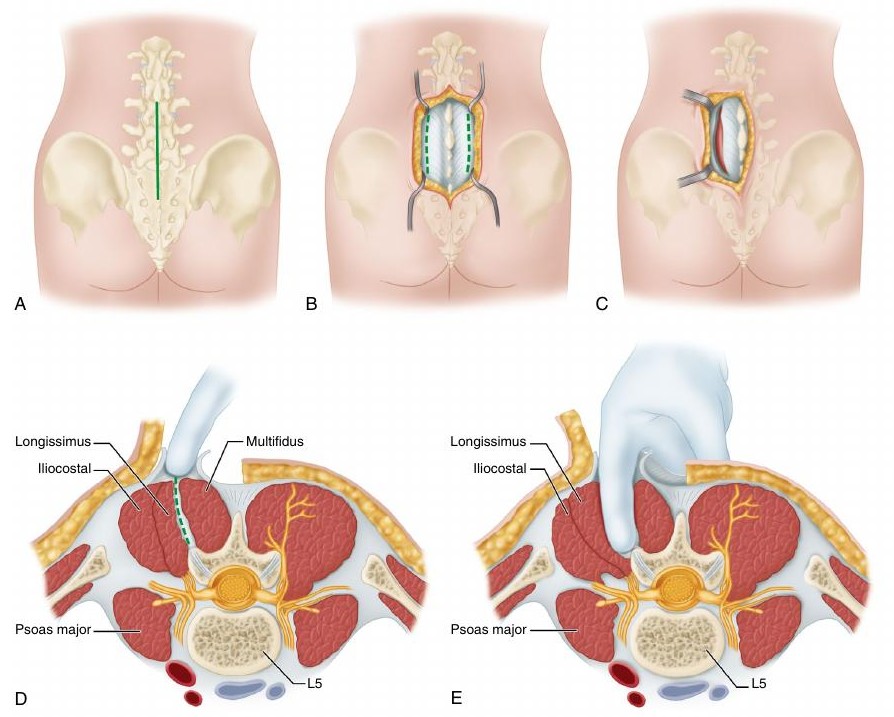 A
B
C
Longissimus
Multifidus
Iliocostal
Psoas major
L5
D
Longissimus
Iliocostal
Psoas major
L5
E